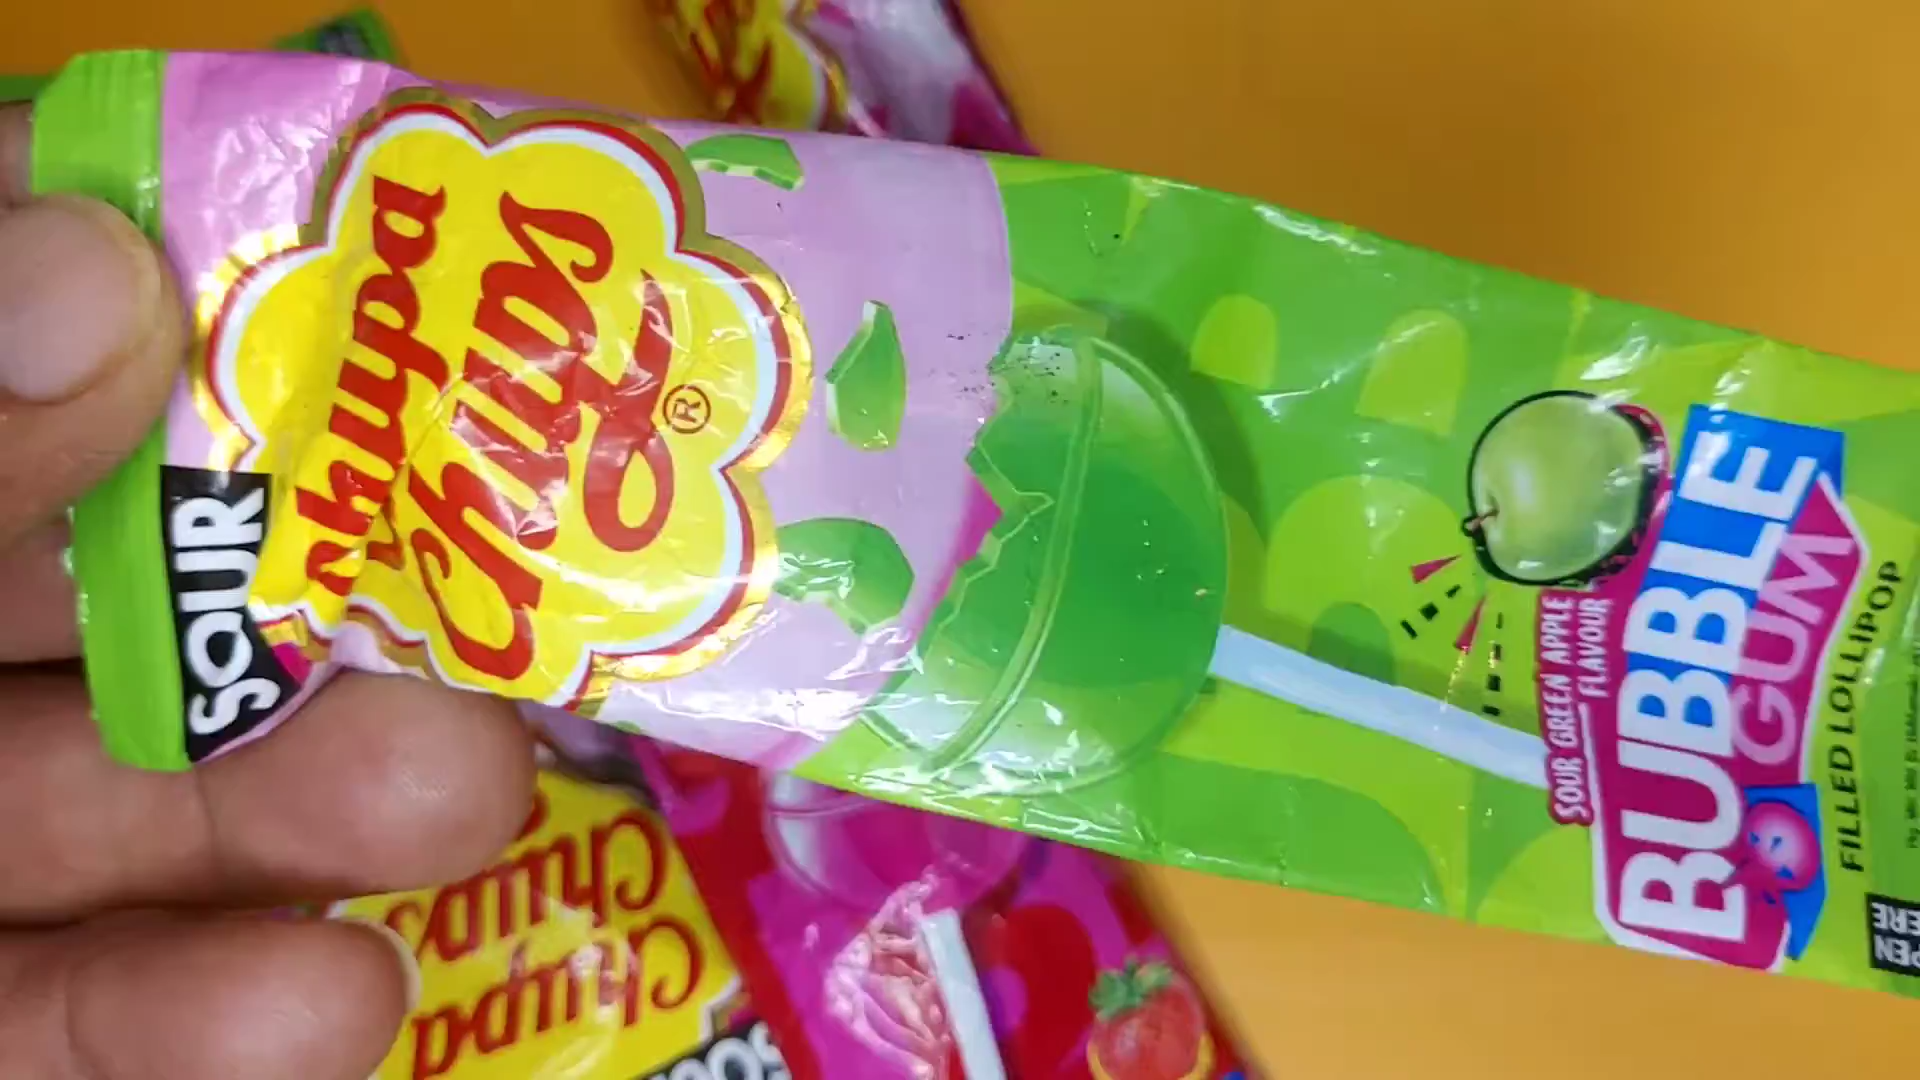 SOUR
Chupa
Chups
®
SOUR GREEN APPLE
FLAVOUR
BUBBLE
GUM
FILLED LOLLIPOP
Chupa
Chups